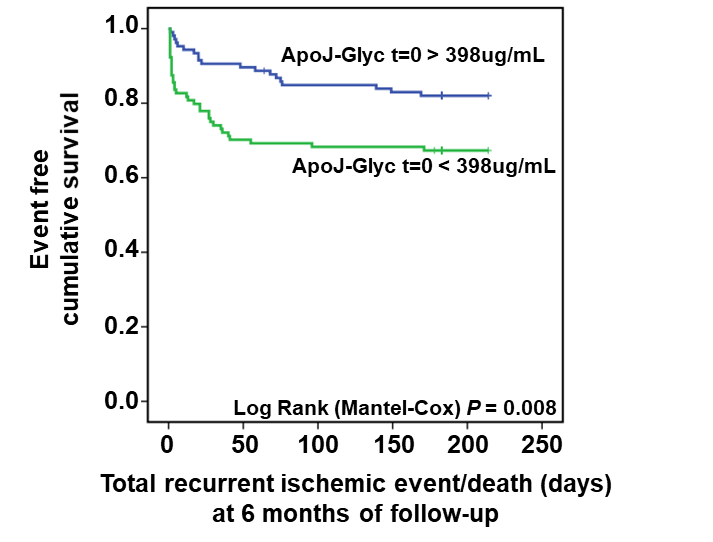 1.0
ApoJ-Glyc t=0 > 398ug/mL
0.8
ApoJ-Glyc t=0 < 398ug/mL
0.6
Event free
cumulative survival
0.4
0.2
0.0
Log Rank (Mantel-Cox) P = 0.008
0 50 100 150 200 250
Total recurrent ischemic event/death (days)
at 6 months of follow-up